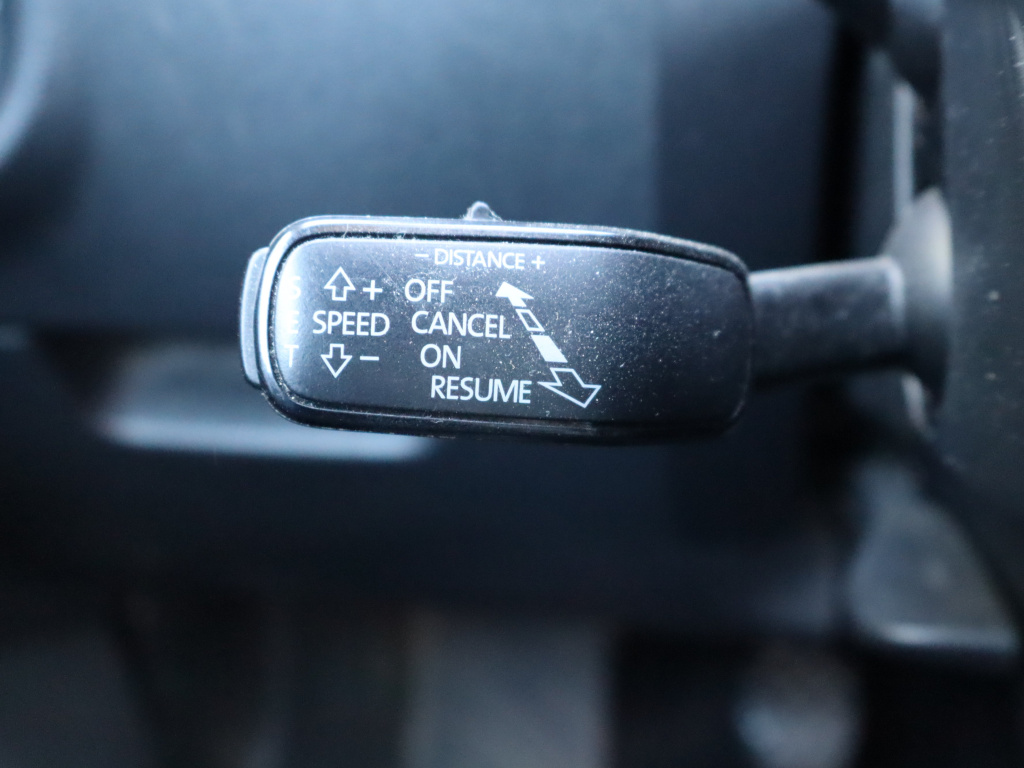 – DISTANCE +
+ OFF
SPEED CANCEL
– ON
RESUME